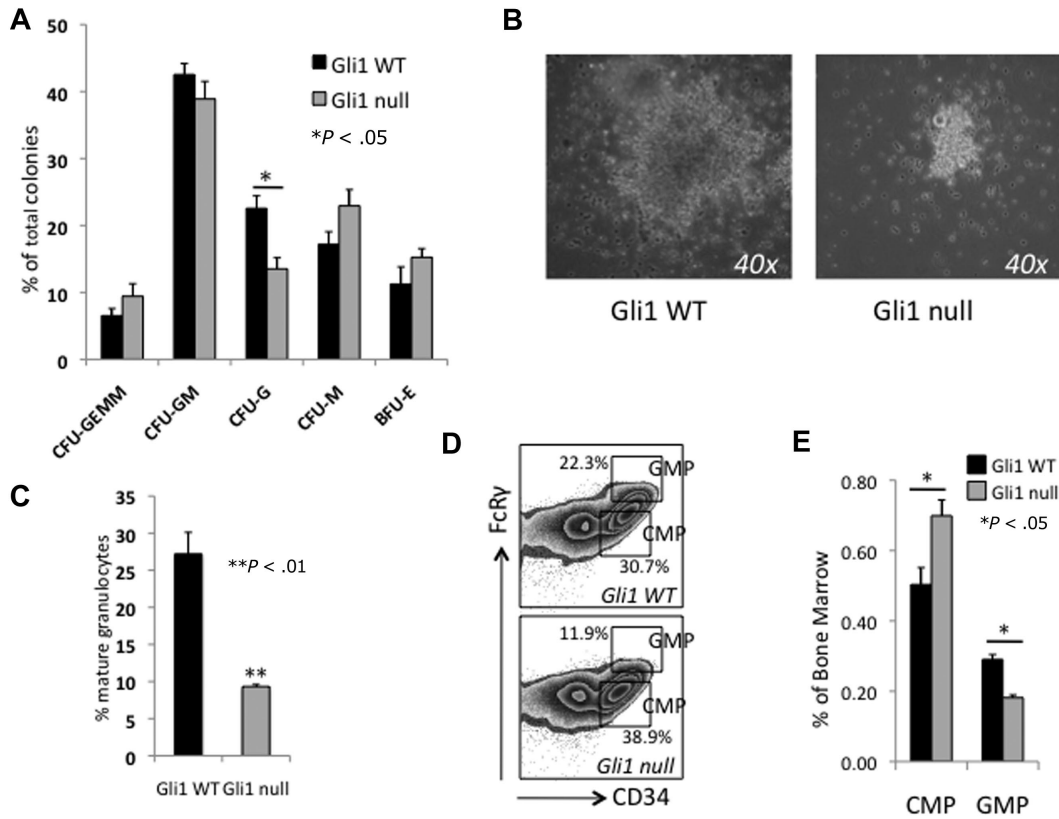 A
50
40
30
20
10
0
% of total colonies
Gli1 WT
Gli1 null
*P < .05
*
CFU-GEMM
CFU-GM
CFU-G
CFU-M
BFU-E
B
40x
40x
Gli1 WT
Gli1 null
C
35
30
25
20
15
10
5
0
% mature granulocytes
**P < .01
**
Gli1 WT Gli1 null
D
22.3%
GMP
CMP
30.7%
Gli1 WT
11.9%
GMP
CMP
38.9%
Gli1 null
FcRγ
CD34
E
Gli1 WT
Gli1 null
*P < .05
0.80
0.60
0.40
0.20
0.00
% of Bone Marrow
*
*
CMP
GMP